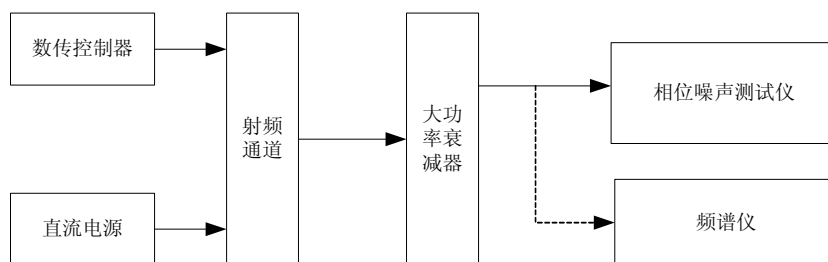 数传控制器
直流电源
射频
通道
大功
率衰
减器
相位噪声测试仪
频谱仪